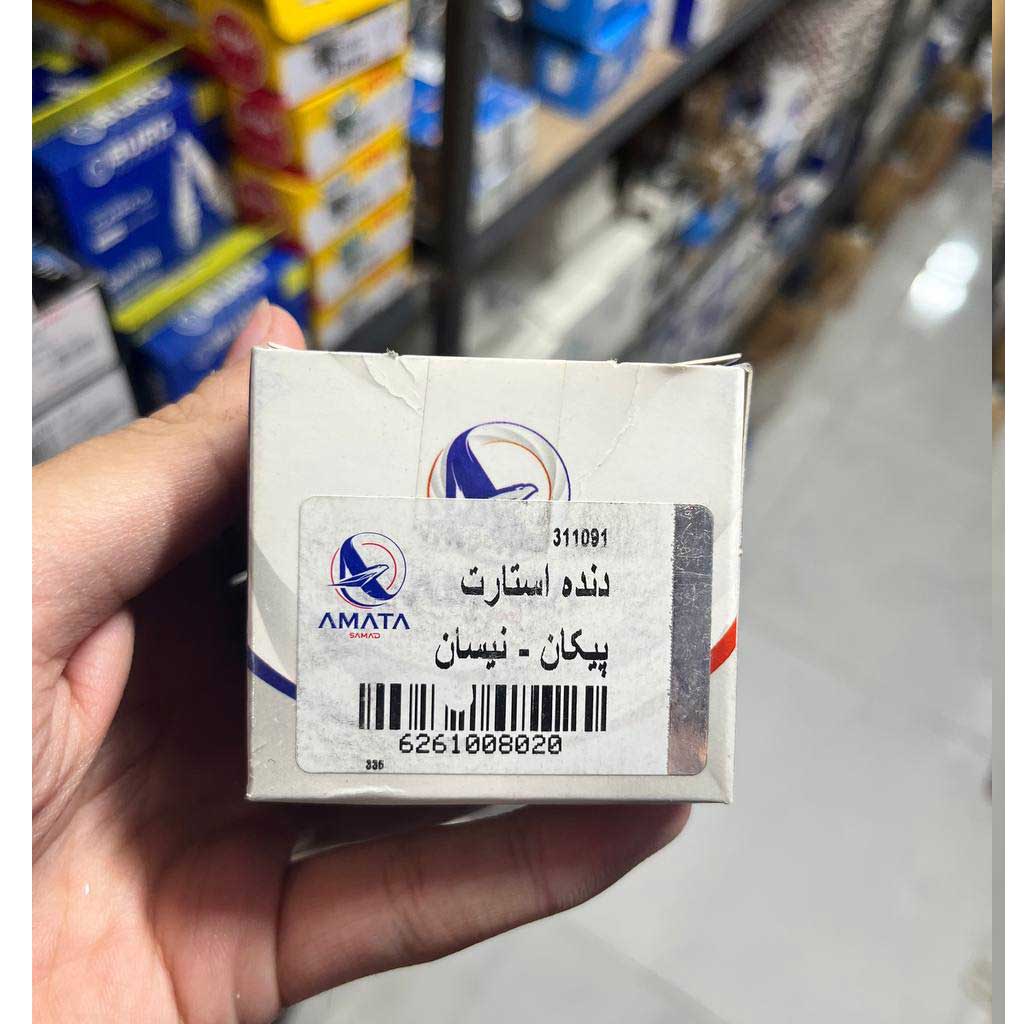 311091
دنده استارت
AMATA
SAMAD
پیکان - نیسان
6261008020
336